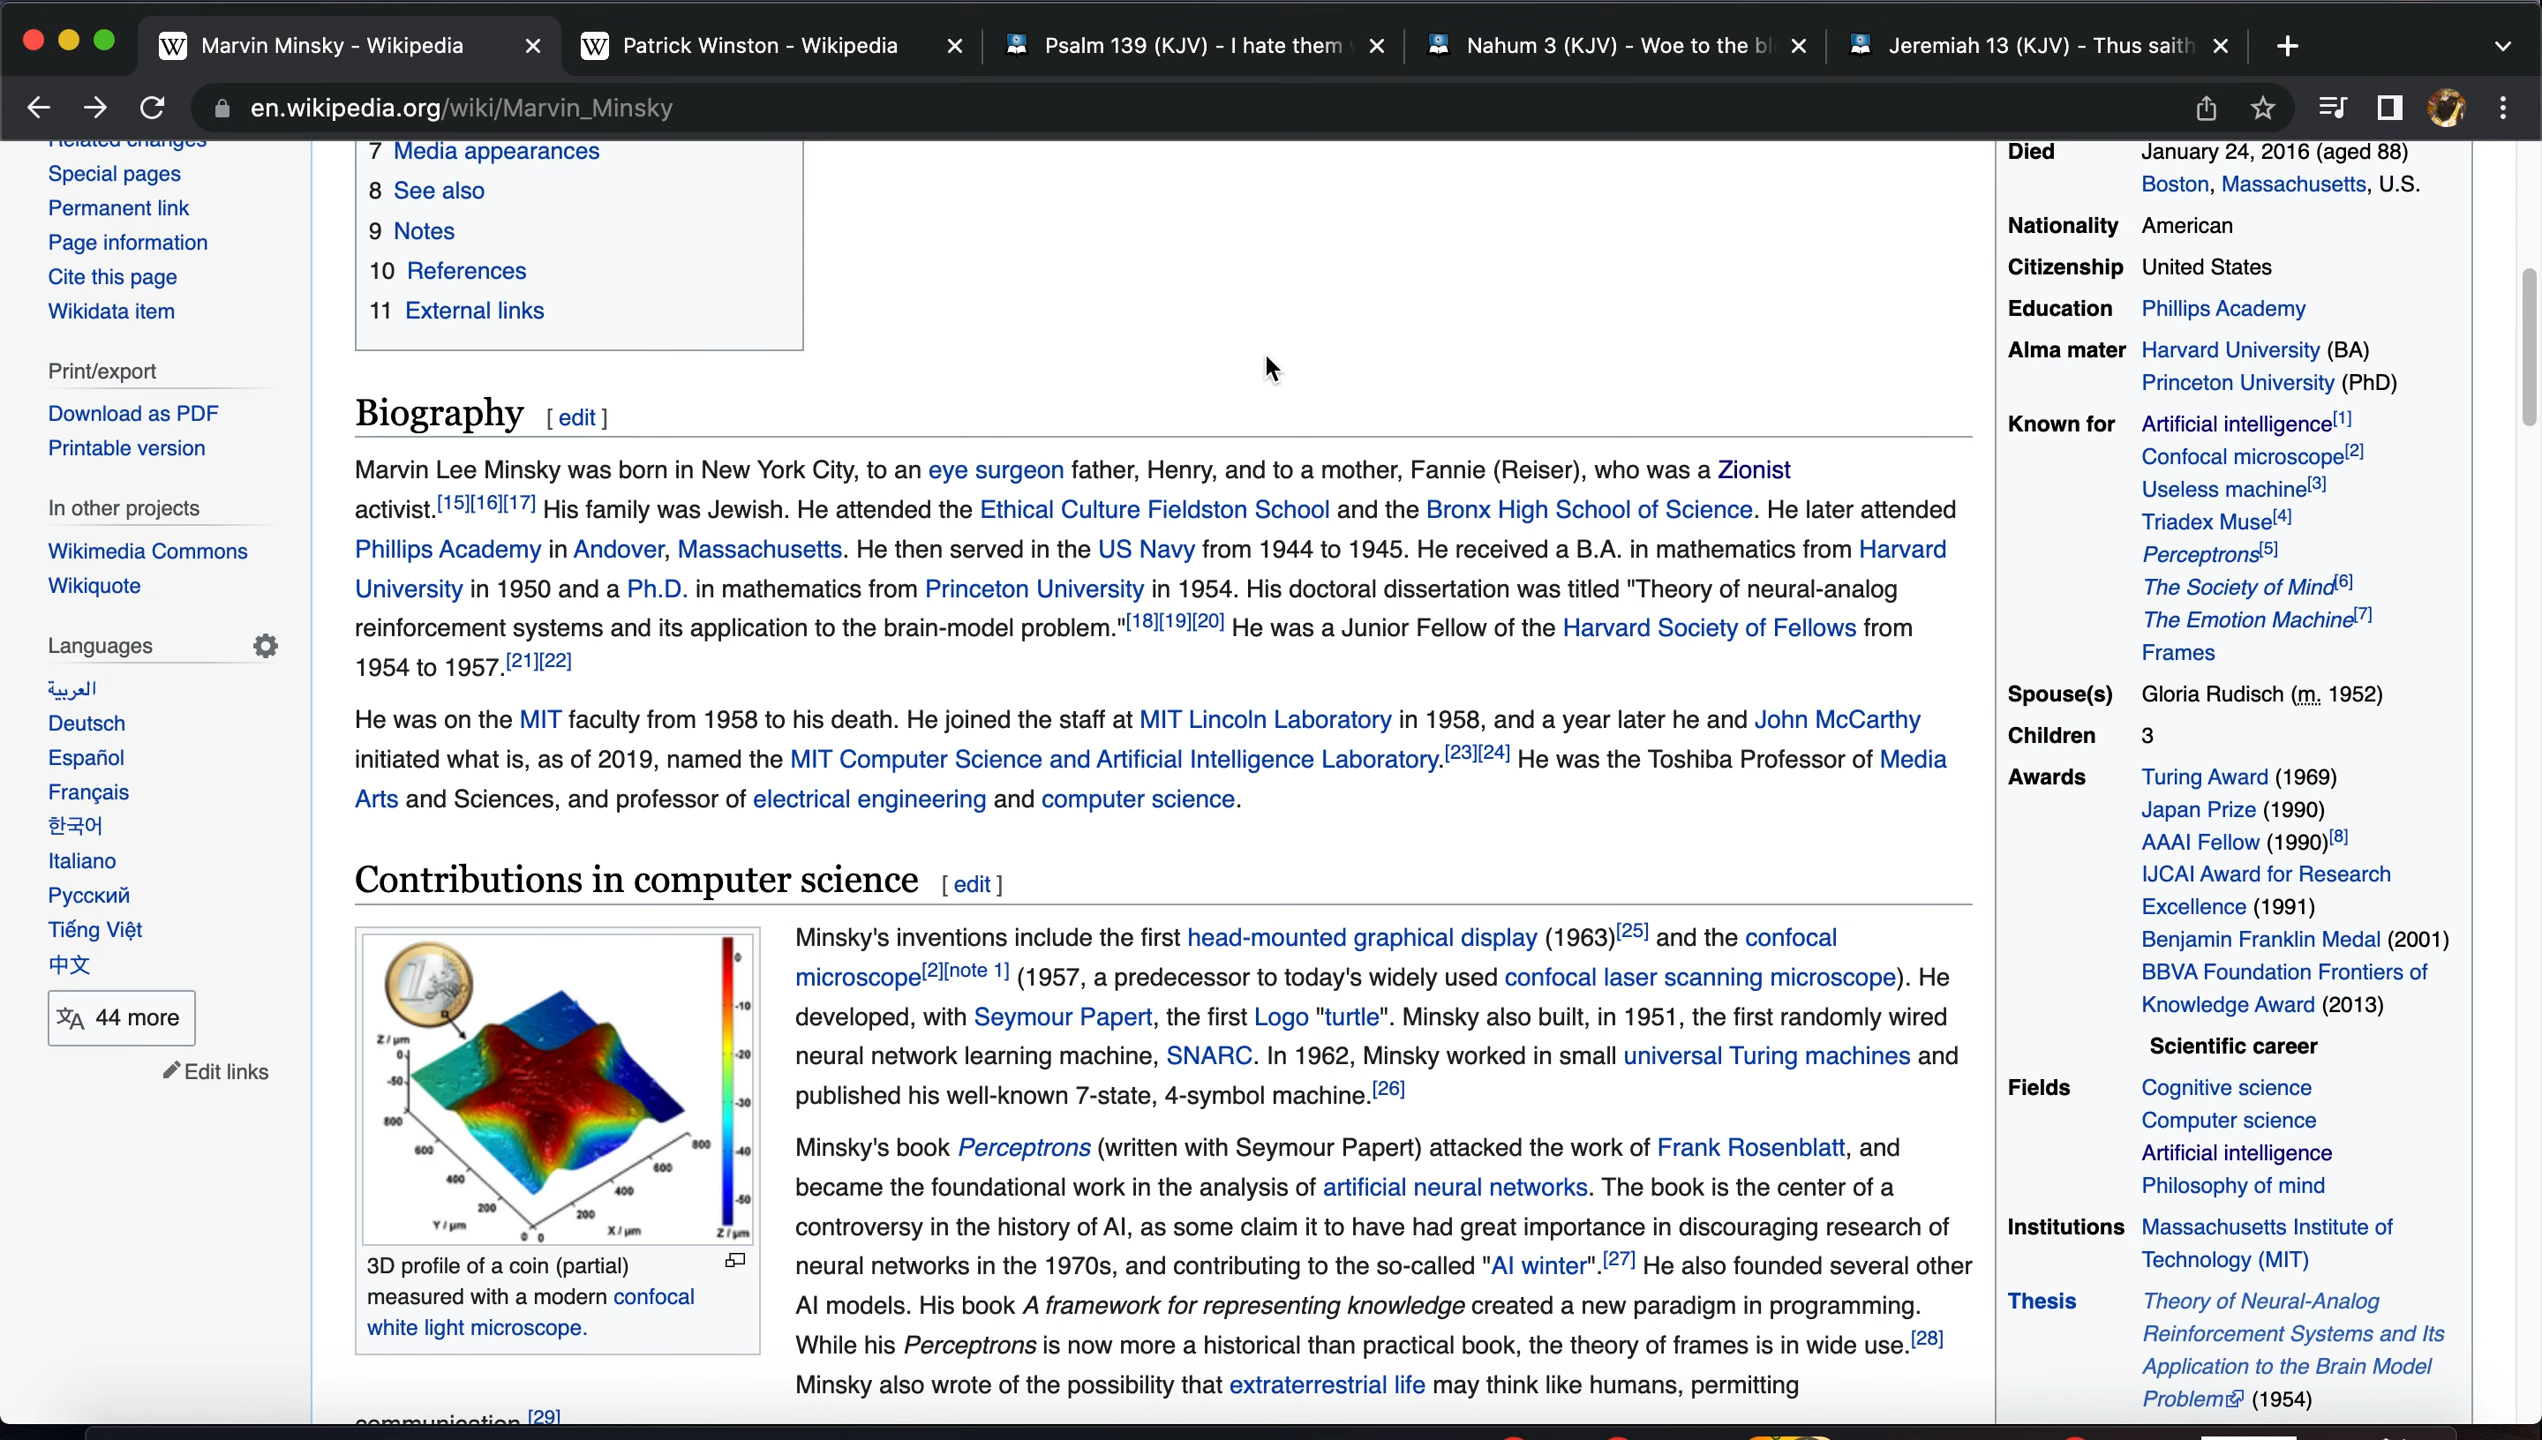 Marvin Minsky - Wikipedia
Patrick Winston - Wikipedia
Psalm 139 (KJV) - I hate them
Nahum 3 (KJV) - Woe to the bl
Jeremiah 13 (KJV) - Thus saith
en.wikipedia.org/wiki/Marvin_Minsky
Related changes
Special pages
Permanent link
Page information
Cite this page
Wikidata item
Print/export
Download as PDF
Printable version
In other projects
Wikimedia Commons
Wikiquote
Languages
العربية
Deutsch
Español
Français
한국어
Italiano
Русский
Tiếng Việt
中文
文A 44 more
Edit links
7 Media appearances
8 See also
9 Notes
10 References
11 External links
Biography [ edit ]
Marvin Lee Minsky was born in New York City, to an eye surgeon father, Henry, and to a mother, Fannie (Reiser), who was a Zionist
activist.[15][16][17] His family was Jewish. He attended the Ethical Culture Fieldston School and the Bronx High School of Science. He later attended
Phillips Academy in Andover, Massachusetts. He then served in the US Navy from 1944 to 1945. He received a B.A. in mathematics from Harvard
University in 1950 and a Ph.D. in mathematics from Princeton University in 1954. His doctoral dissertation was titled "Theory of neural-analog
reinforcement systems and its application to the brain-model problem."[18][19][20] He was a Junior Fellow of the Harvard Society of Fellows from
1954 to 1957.[21][22]
He was on the MIT faculty from 1958 to his death. He joined the staff at MIT Lincoln Laboratory in 1958, and a year later he and John McCarthy
initiated what is, as of 2019, named the MIT Computer Science and Artificial Intelligence Laboratory.[23][24] He was the Toshiba Professor of Media
Arts and Sciences, and professor of electrical engineering and computer science.
Contributions in computer science [ edit ]
Z / µm
0
-50
800
600
400
200
0
Y / µm
0
200
400
600
800
X / µm
0
-10
-20
-30
-40
-50
Z / µm
3D profile of a coin (partial)
measured with a modern confocal
white light microscope.
Minsky's inventions include the first head-mounted graphical display (1963)[25] and the confocal
microscope[2][note 1] (1957, a predecessor to today's widely used confocal laser scanning microscope). He
developed, with Seymour Papert, the first Logo "turtle". Minsky also built, in 1951, the first randomly wired
neural network learning machine, SNARC. In 1962, Minsky worked in small universal Turing machines and
published his well-known 7-state, 4-symbol machine.[26]
Minsky's book Perceptrons (written with Seymour Papert) attacked the work of Frank Rosenblatt, and
became the foundational work in the analysis of artificial neural networks. The book is the center of a
controversy in the history of AI, as some claim it to have had great importance in discouraging research of
neural networks in the 1970s, and contributing to the so-called "AI winter".[27] He also founded several other
AI models. His book A framework for representing knowledge created a new paradigm in programming.
While his Perceptrons is now more a historical than practical book, the theory of frames is in wide use.[28]
Minsky also wrote of the possibility that extraterrestrial life may think like humans, permitting
communication.[29]
Died January 24, 2016 (aged 88)
Boston, Massachusetts, U.S.
Nationality American
Citizenship United States
Education Phillips Academy
Alma mater Harvard University (BA)
Princeton University (PhD)
Known for Artificial intelligence[1]
Confocal microscope[2]
Useless machine[3]
Triadex Muse[4]
Perceptrons[5]
The Society of Mind[6]
The Emotion Machine[7]
Frames
Spouse(s) Gloria Rudisch (m. 1952)
Children 3
Awards Turing Award (1969)
Japan Prize (1990)
AAAI Fellow (1990)[8]
IJCAI Award for Research
Excellence (1991)
Benjamin Franklin Medal (2001)
BBVA Foundation Frontiers of
Knowledge Award (2013)
Scientific career
Fields Cognitive science
Computer science
Artificial intelligence
Philosophy of mind
Institutions Massachusetts Institute of
Technology (MIT)
Thesis Theory of Neural-Analog
Reinforcement Systems and Its
Application to the Brain Model
Problem (1954)